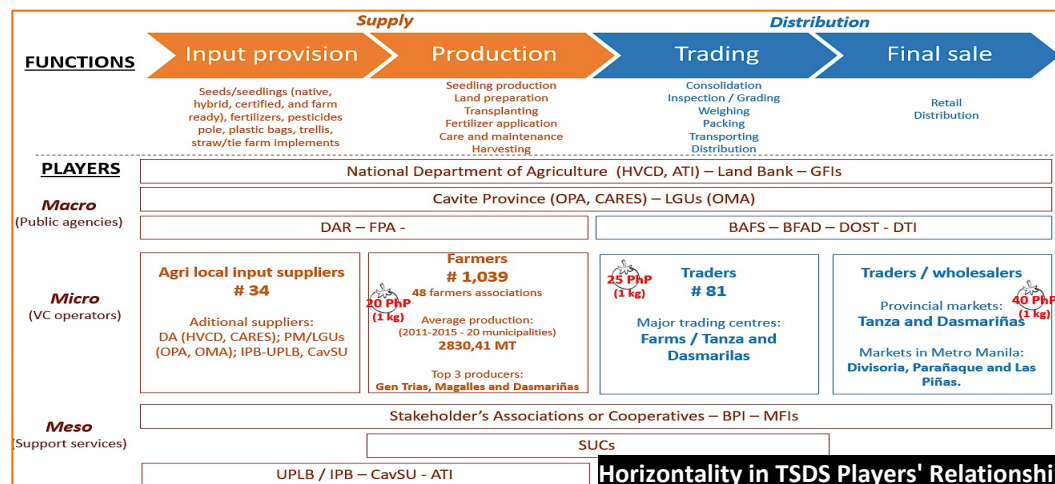 Supply
Distribution
FUNCTIONS
Input provision
Production
Trading
Final sale
Seeds/seedlings (native,
hybrid, certified, and farm
ready), fertilizers, pesticides
pole, plastic bags, trellis,
straw/tie farm implements
Seedling production
Land preparation
Transplanting
Fertilizer application
Care and maintenance
Harvesting
Consolidation
Inspection / Grading
Weighing
Packing
Transporting
Distribution
Retail
Distribution
PLAYERS
Macro
(Public agencies)
National Department of Agriculture (HVCD, ATI) – Land Bank – GFIs
Cavite Province (OPA, CARES) – LGUs (OMA)
DAR – FPA -
BAFS – BFAD – DOST - DTI
Micro
(VC operators)
Agri local input suppliers
# 34
Aditional suppliers:
DA (HVCD, CARES); PM/LGUs
(OPA, OMA); IPB-UPLB, CavSU
20 PhP
(1 kg)
Farmers
# 1,039
48 farmers associations
Average production:
(2011-2015 - 20 municipalities)
2830,41 MT
Top 3 producers:
Gen Trias, Magalles and Dasmariñas
25 PhP
(1 kg)
Traders
# 81
Major trading centres:
Farms / Tanza and
Dasmarilas
Traders / wholesalers
Provincial markets:
Tanza and Dasmariñas
40 PhP
(1 kg)
Markets in Metro Manila:
Divisoria, Parañaque and Las
Piñas.
Meso
(Support services)
Stakeholder's Associations or Cooperatives – BPI – MFIs
SUCs
UPLB / IPB – CavSU - ATI
Horizontality in TSDS Players' Relationshi